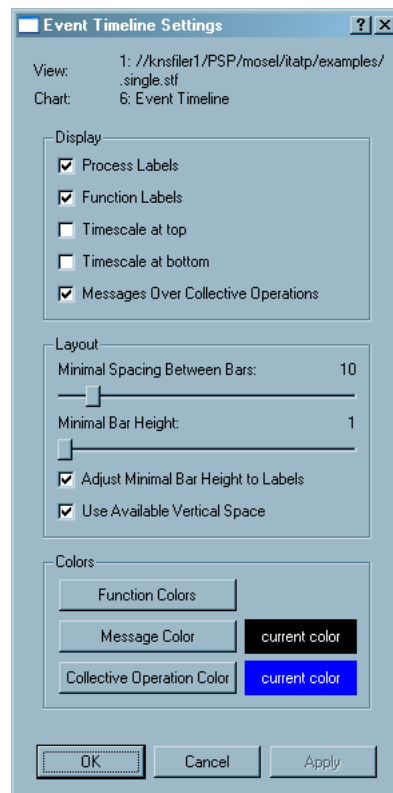 Event Timeline Settings
View: 1: //knsfiler1/PSP/mosel/itatp/examples/
.single.stf
Chart: 6: Event Timeline
Display
Process Labels
Function Labels
Timescale at top
Timescale at bottom
Messages Over Collective Operations
Layout
Minimal Spacing Between Bars: 10
Minimal Bar Height: 1
Adjust Minimal Bar Height to Labels
Use Available Vertical Space
Colors
Function Colors
Message Color current color
Collective Operation Color current color
OK Cancel Apply